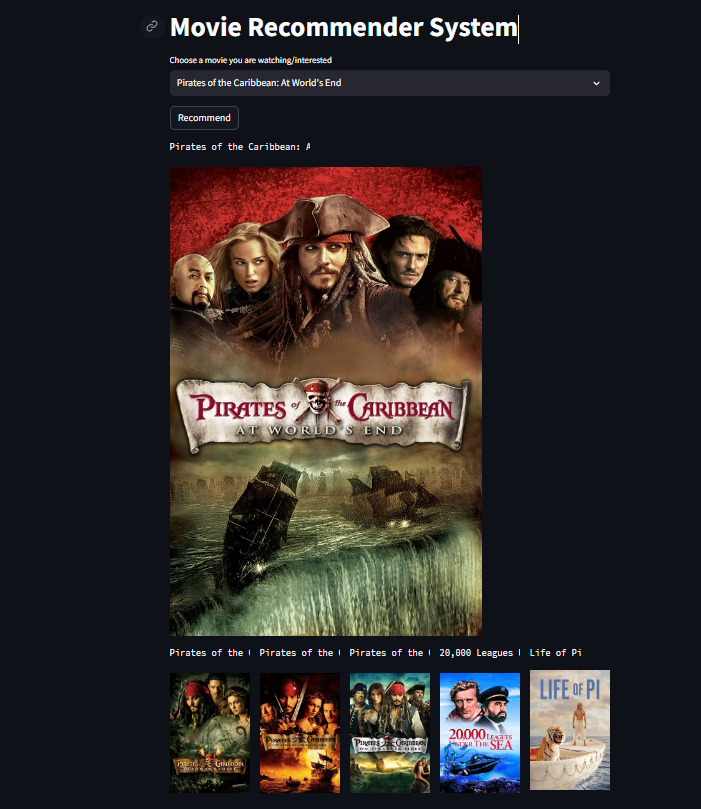 Movie Recommender System
Choose a movie you are watching/interested
Pirates of the Caribbean: At World's End
Recommend
Pirates of the Caribbean: A
PIRATES of the CARIBBEAN
AT WORLD'S END
Pirates of the
Pirates of the
Pirates of the
20,000 Leagues
Life of Pi
PIRATES of the CARIBBEAN
PIRATES of the CARIBBEAN
PIRATES of the CARIBBEAN
ON STRANGER TIDES
20,000 LEAGUES
UNDER THE SEA
LIFE OF PI